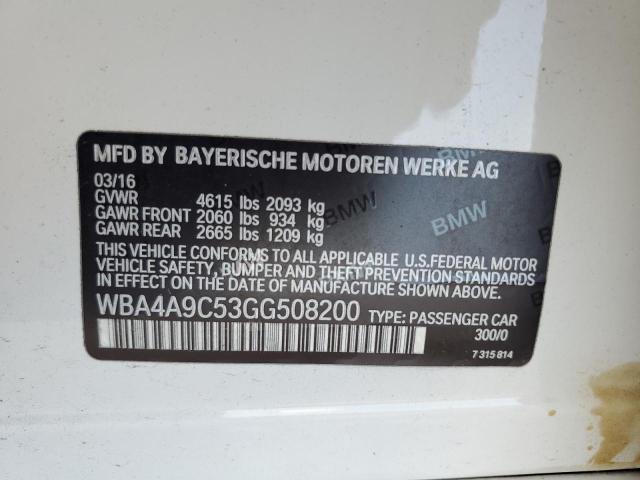 MFD BY BAYERISCHE MOTOREN WERKE AG
03/16
GVWR 4615 lbs 2093 kg
GAWR FRONT 2060 lbs 934 kg
GAWR REAR 2665 lbs 1209 kg
THIS VEHICLE CONFORMS TO ALL APPLICABLE U.S.FEDERAL MOTOR
VEHICLE SAFETY, BUMPER, AND THEFT PREVENTION STANDARDS
IN EFFECT ON THE DATE OF MANUFACTURE SHOWN ABOVE.
WBA4A9C53GG508200 TYPE: PASSENGER CAR
300/0
7 315 814
BMW
BMW
BMW